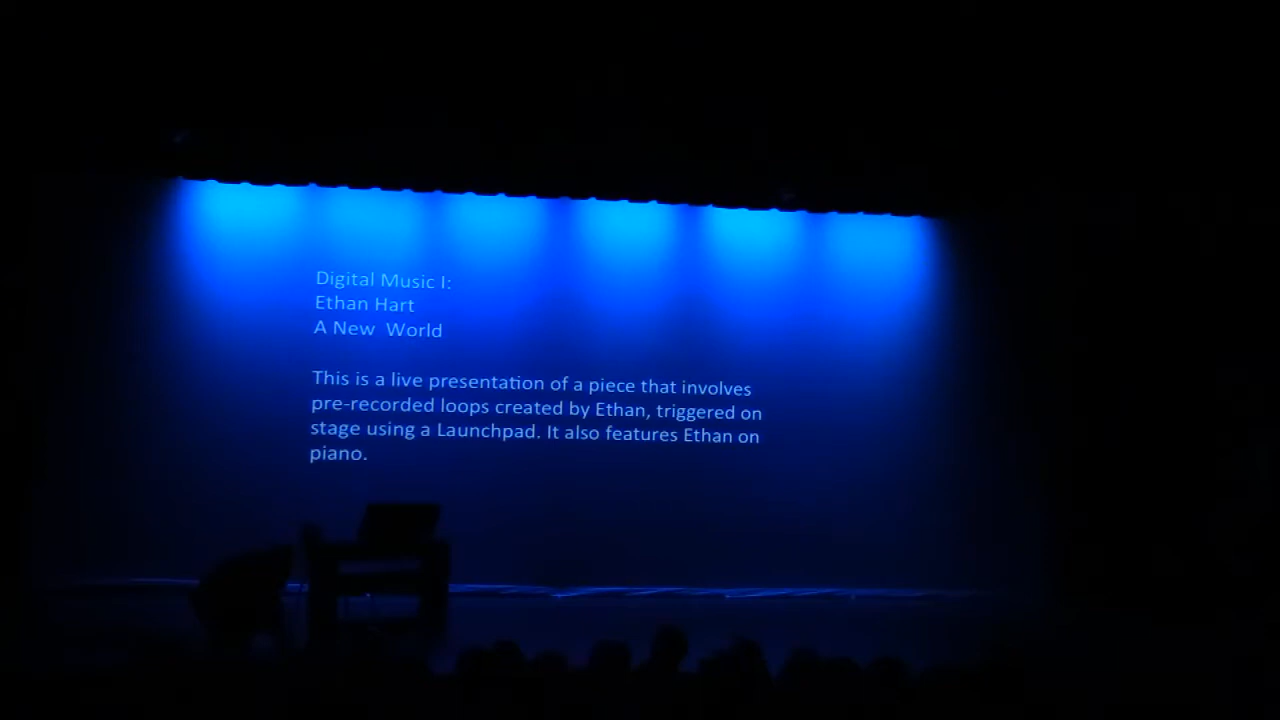 Digital Music I:
Ethan Hart
A New  World
This is a live presentation of a piece that involves
pre-recorded loops created by Ethan, triggered on
stage using a Launchpad. It also features Ethan on
piano.